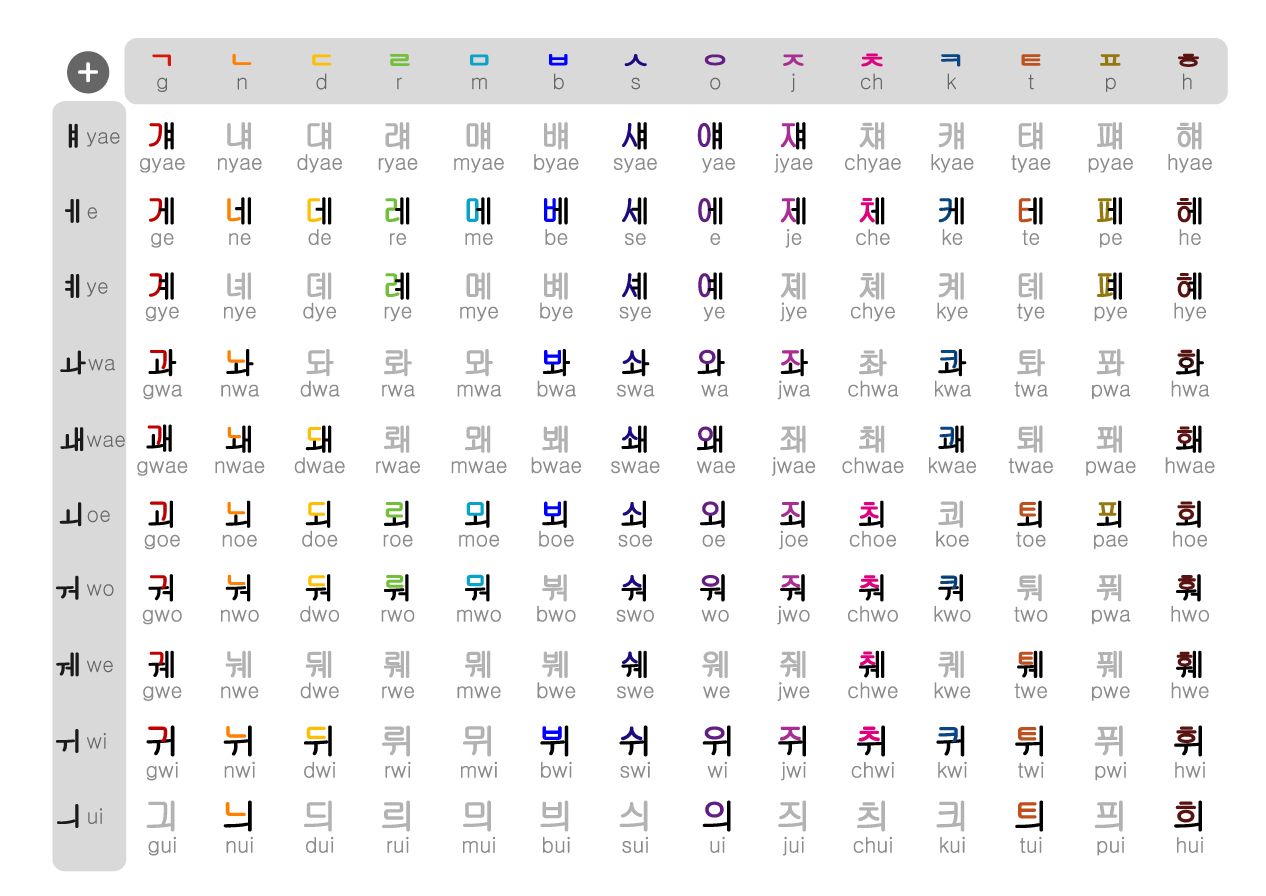 + ㄱ ㄴ ㄷ ㄹ ㅁ ㅂ ㅅ ㅇ ㅈ ㅊ ㅋ ㅌ ㅍ ㅎ
g n d r m b s o j ch k t p h
ㅒ yae 걔 냬 댸 럐 먜 뱨 섀 얘 쟤 챼 컈 턔 퍠 햬
gyae nyae dyae ryae myae byae syae yae jyae chyae kyae tyae pyae hyae
ㅔ e 게 네 데 레 메 베 세 에 제 체 케 테 페 헤
ge ne de re me be se e je che ke te pe he
ㅖ ye 계 녜 뎨 례 몌 볘 셰 예 졔 쳬 켸 톄 폐 혜
gye nye dye rye mye bye sye ye jye chye kye tye pye hye
ㅘ wa 과 놔 돠 롸 뫄 봐 솨 와 좌 촤 콰 톼 퐈 화
gwa nwa dwa rwa mwa bwa swa wa jwa chwa kwa twa pwa hwa
ㅙ wae 괘 놰 돼 뢔 뫠 봬 쇄 왜 좨 쵀 쾌 퇘 퐤 홰
gwae nwae dwae rwae mwae bwae swae wae jwae chwae kwae twae pwae hwae
ㅚ oe 괴 뇌 되 뢰 뫼 뵈 쇠 외 죄 최 쾨 퇴 푀 회
goe noe doe roe moe boe soe oe joe choe koe toe pae hoe
ㅝ wo 궈 눠 둬 뤄 뭐 붜 숴 워 줘 춰 쿼 퉈 풔 훠
gwo nwo dwo rwo mwo bwo swo wo jwo chwo kwo two pwa hwo
ㅞ we 궤 눼 뒈 뤠 뭬 붸 쉐 웨 줴 췌 퀘 퉤 풰 훼
gwe nwe dwe rwe mwe bwe swe we jwe chwe kwe twe pwe hwe
ㅟ wi 귀 뉘 뒤 뤼 뮈 뷔 쉬 위 쥐 취 퀴 튀 퓌 휘
gwi nwi dwi rwi mwi bwi swi wi jwi chwi kwi twi pwi hwi
ㅢ ui 긔 늬 듸 릐 믜 븨 싀 의 즤 츼 킈 틔 픠 희
gui nui dui rui mui bui sui ui jui chui kui tui pui hui